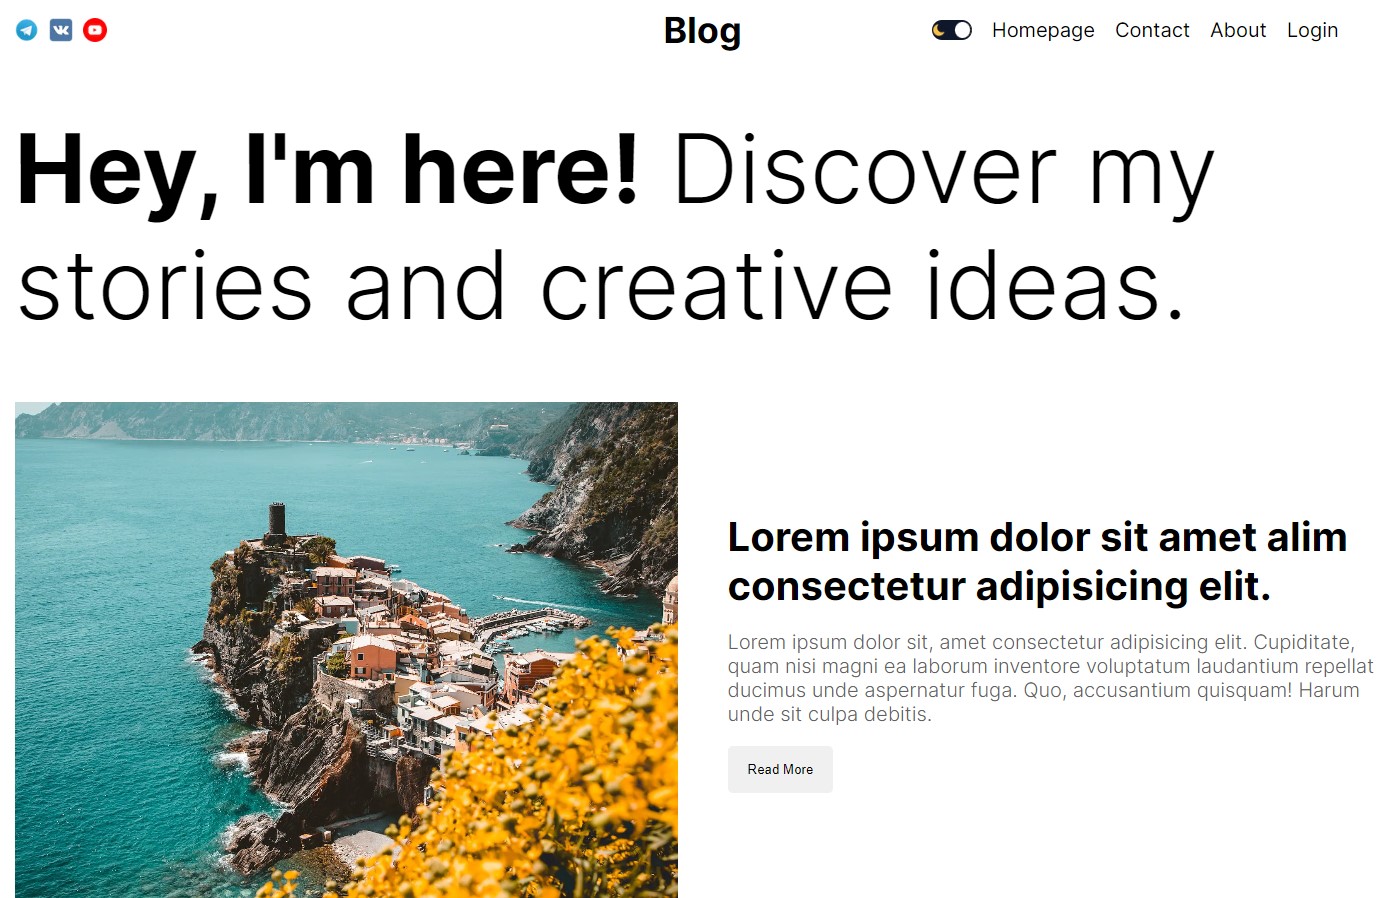 Blog
Homepage Contact About Login
Hey, I'm here! Discover my
stories and creative ideas.
Lorem ipsum dolor sit amet alim
consectetur adipisicing elit.
Lorem ipsum dolor sit, amet consectetur adipisicing elit. Cupiditate,
quam nisi magni ea laborum inventore voluptatum laudantium repellat
ducimus unde aspernatur fuga. Quo, accusantium quisquam! Harum
unde sit culpa debitis.
Read More